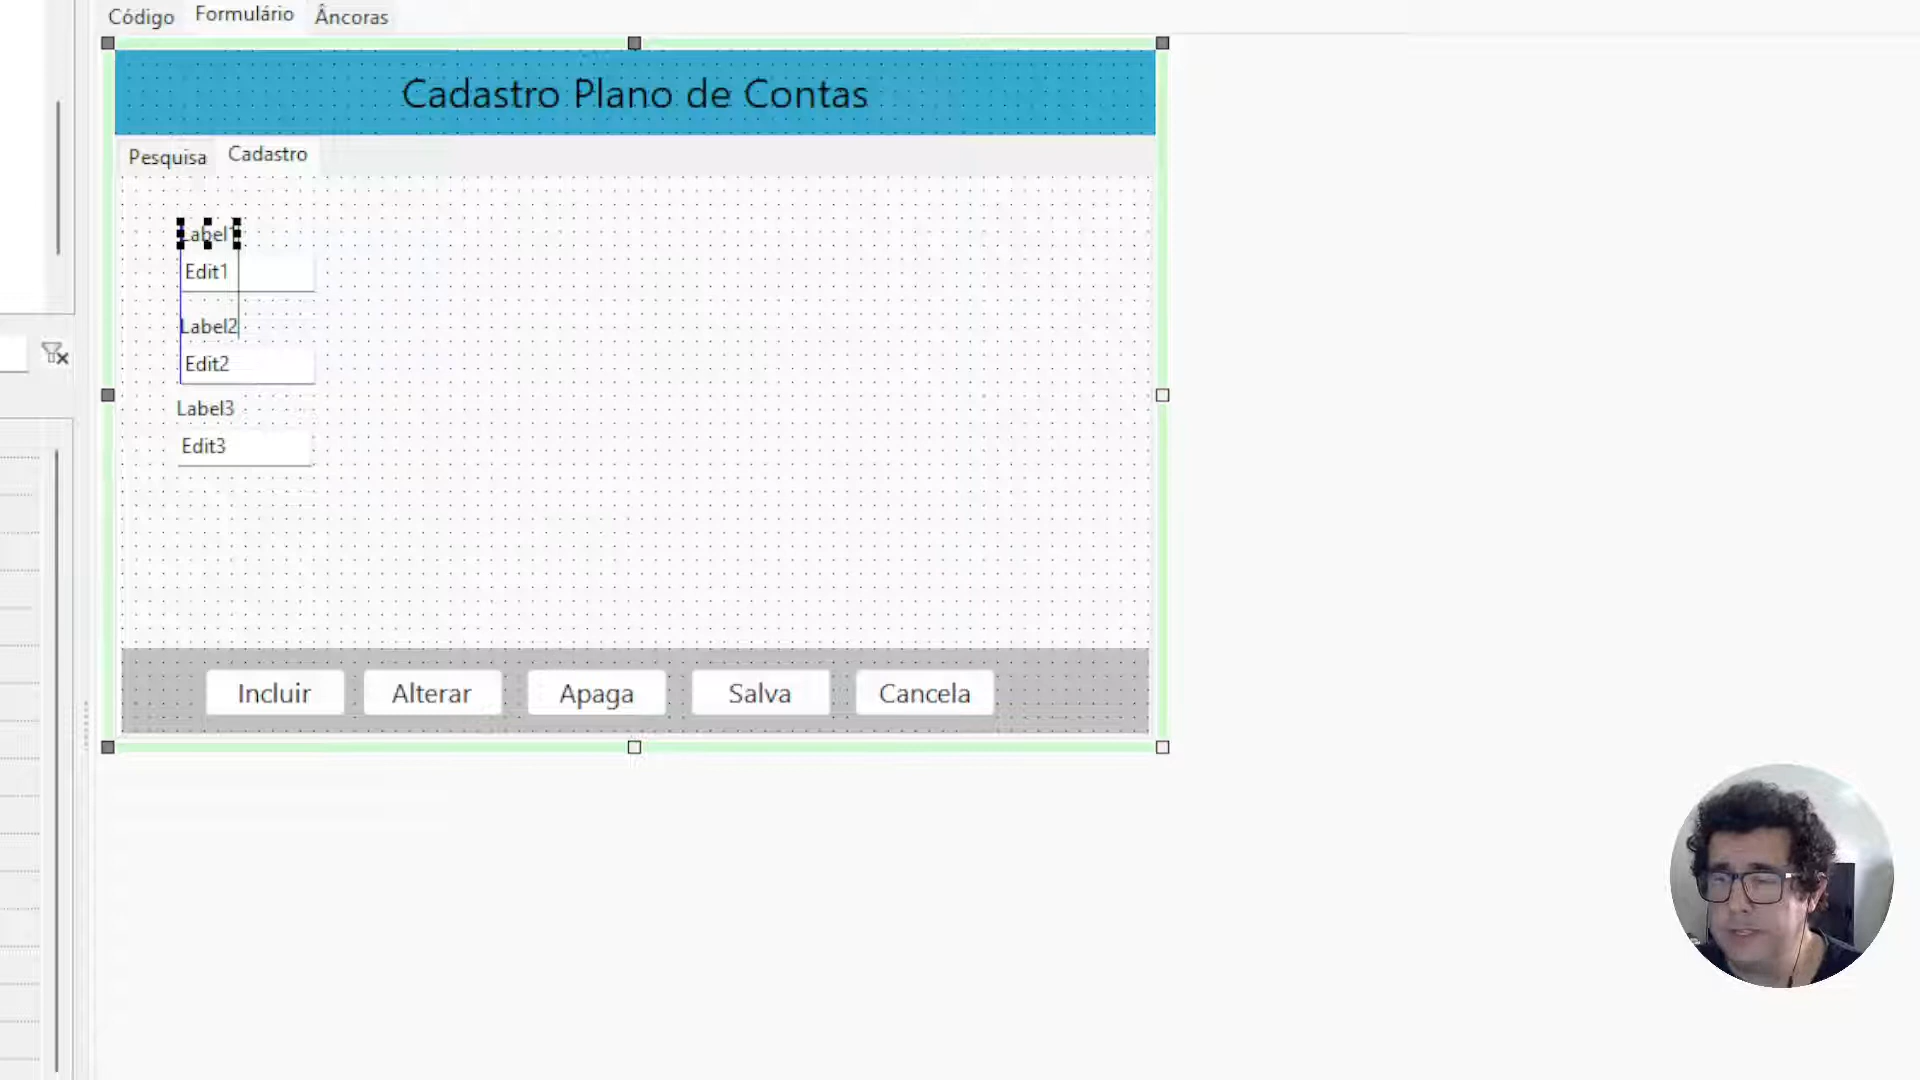 Código Formulário Âncoras
Cadastro Plano de Contas
Pesquisa Cadastro
Label1
Edit1
Label2
Edit2
Label3
Edit3
Incluir Alterar Apaga Salva Cancela